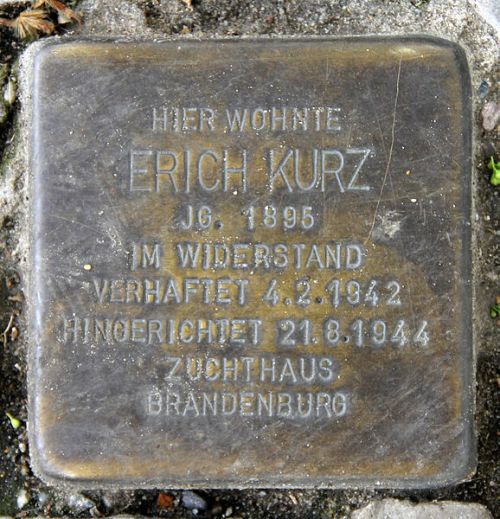 HIER WOHNTE
ERICH KURZ
JG. 1895
IM WIDERSTAND
VERHAFTET 4.2.1942
HINGERICHTET 21.8.1944
ZUCHTHAUS
BRANDENBURG